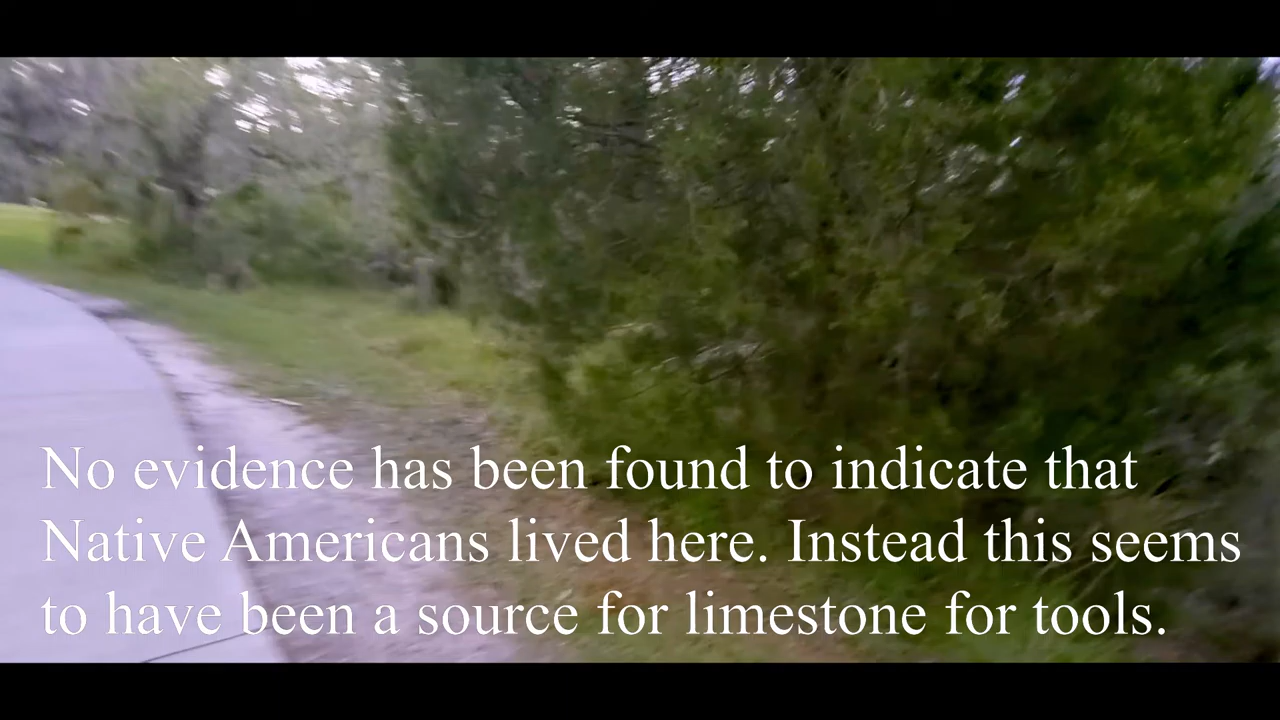 No evidence has been found to indicate that
Native Americans lived here. Instead this seems
to have been a source for limestone for tools.